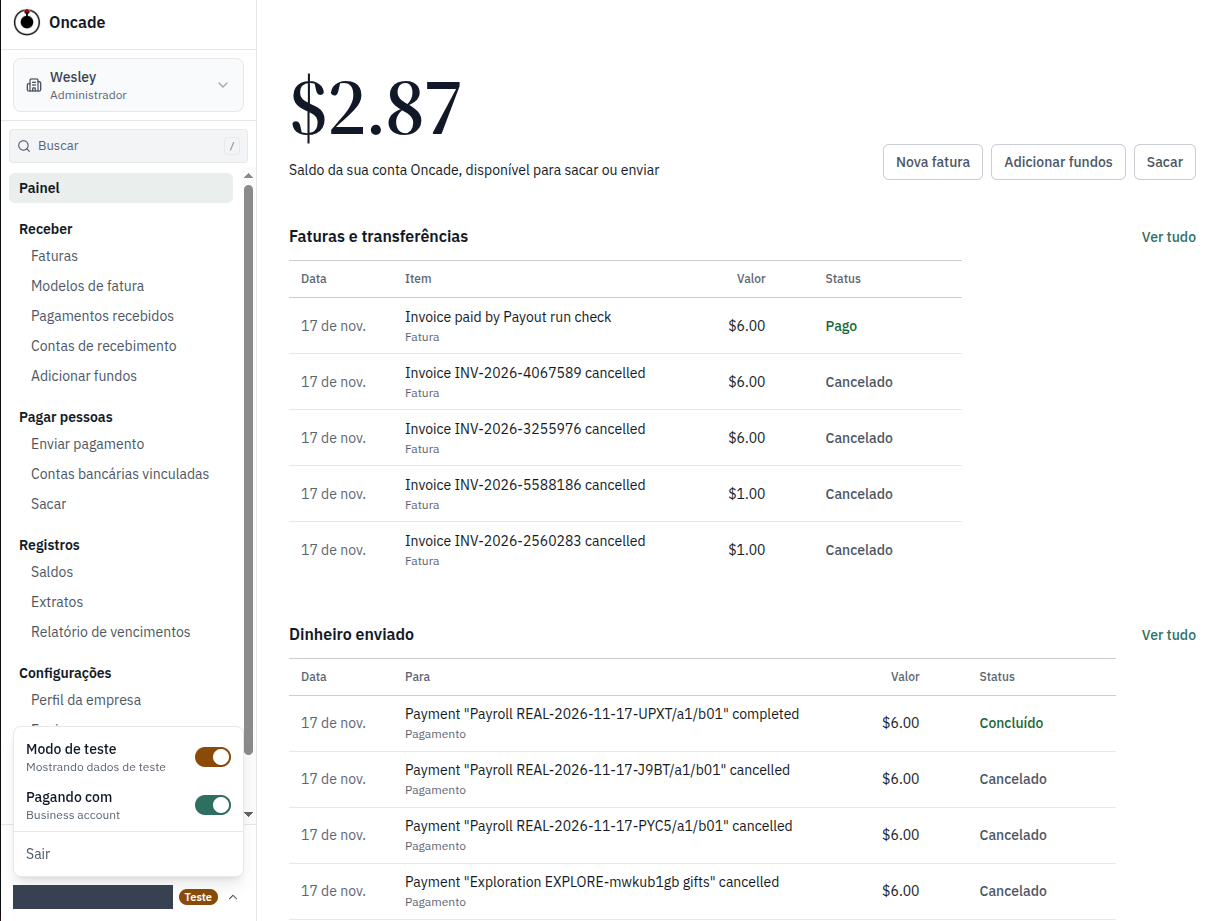 Oncade
Wesley
Administrador
Buscar /
Painel
Receber
Faturas
Modelos de fatura
Pagamentos recebidos
Contas de recebimento
Adicionar fundos
Pagar pessoas
Enviar pagamento
Contas bancárias vinculadas
Sacar
Registros
Saldos
Extratos
Relatório de vencimentos
Configurações
Perfil da empresa
Modo de teste
Mostrando dados de teste
Pagando com
Business account
Sair
Teste
$2.87
Saldo da sua conta Oncade, disponível para sacar ou enviar
Nova fatura
Adicionar fundos
Sacar
Faturas e transferências
Ver tudo
Data Item Valor Status
17 de nov. Invoice paid by Payout run check $6.00 Pago
Fatura
17 de nov. Invoice INV-2026-4067589 cancelled $6.00 Cancelado
Fatura
17 de nov. Invoice INV-2026-3255976 cancelled $6.00 Cancelado
Fatura
17 de nov. Invoice INV-2026-5588186 cancelled $1.00 Cancelado
Fatura
17 de nov. Invoice INV-2026-2560283 cancelled $1.00 Cancelado
Fatura
Dinheiro enviado
Ver tudo
Data Para Valor Status
17 de nov. Payment "Payroll REAL-2026-11-17-UPXT/a1/b01" completed $6.00 Concluído
Pagamento
17 de nov. Payment "Payroll REAL-2026-11-17-J9BT/a1/b01" cancelled $6.00 Cancelado
Pagamento
17 de nov. Payment "Payroll REAL-2026-11-17-PYC5/a1/b01" cancelled $6.00 Cancelado
Pagamento
17 de nov. Payment "Exploration EXPLORE-mwkub1gb gifts" cancelled $6.00 Cancelado
Pagamento